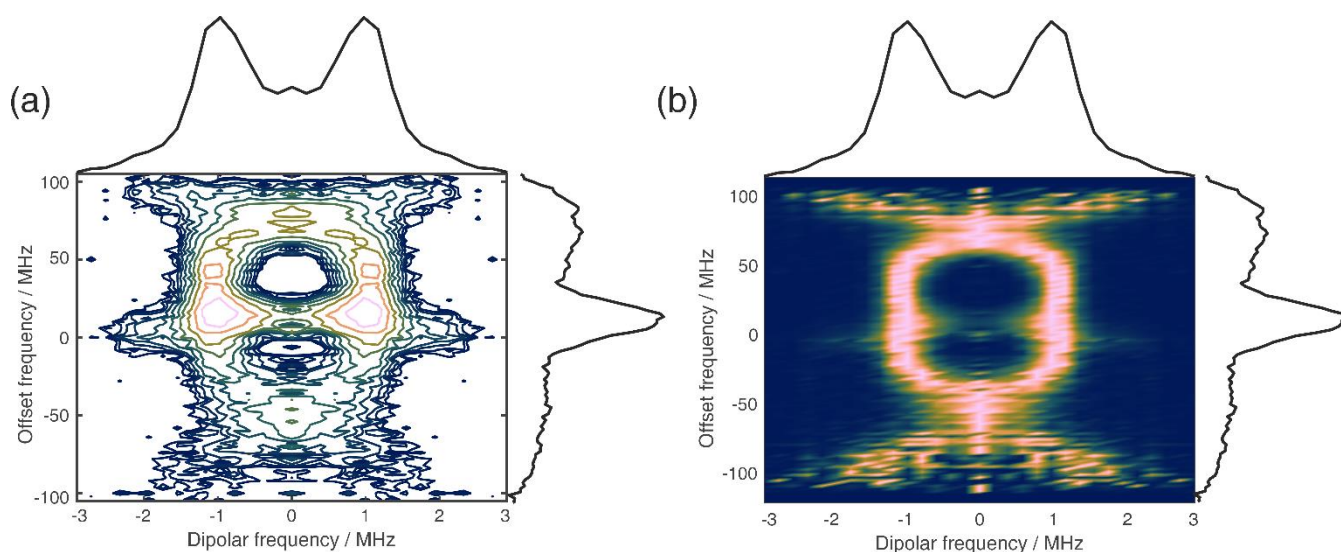 (a)
100
50
0
-50
-100
Offset frequency / MHz
-3 -2 -1 0 1 2 3
Dipolar frequency / MHz
(b)
100
50
0
-50
-100
Offset frequency / MHz
-3 -2 -1 0 1 2 3
Dipolar frequency / MHz